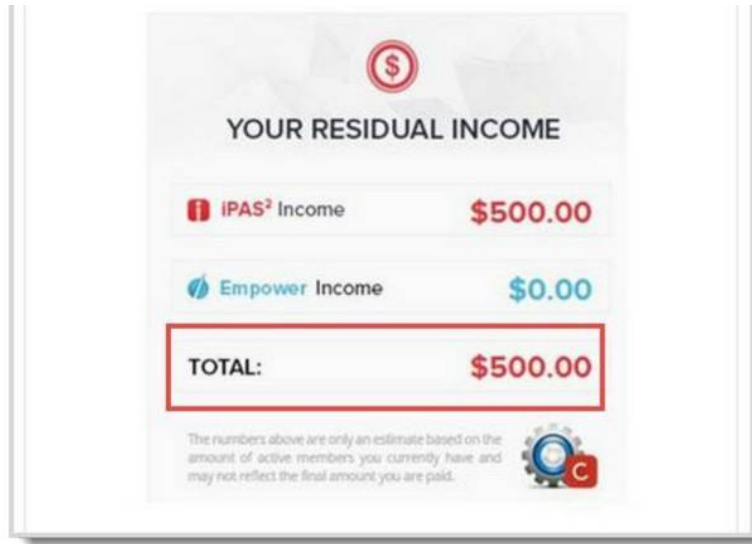 $
YOUR RESIDUAL INCOME
iPAS² Income $500.00
Empower Income $0.00
TOTAL: $500.00
The numbers above are only an estimate based on the
amount of active members you currently have and
may not reflect the final amount you are paid.
C